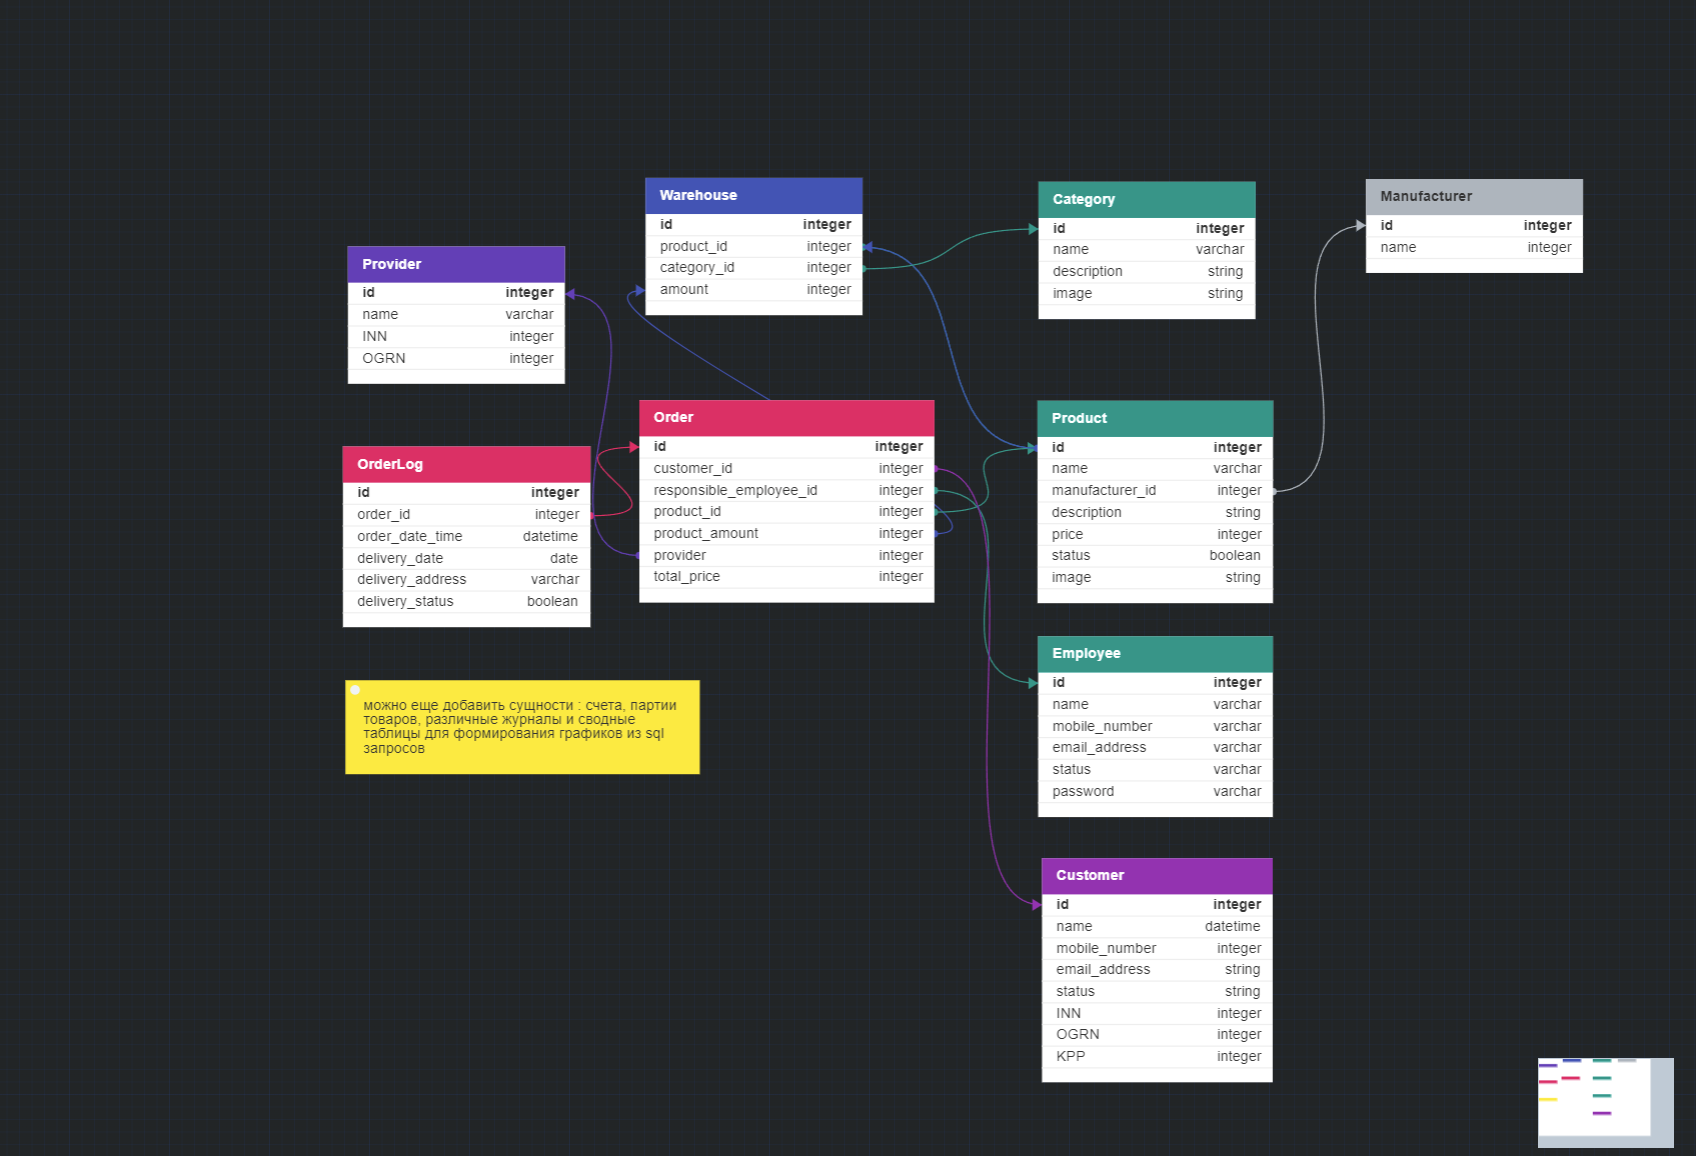 Warehouse
id integer
product_id integer
category_id integer
amount integer
Category
id integer
name varchar
description string
image string
Manufacturer
id integer
name integer
Provider
id integer
name varchar
INN integer
OGRN integer
Order
id integer
customer_id integer
responsible_employee_id integer
product_id integer
product_amount integer
provider integer
total_price integer
Product
id integer
name varchar
manufacturer_id integer
description string
price integer
status boolean
image string
OrderLog
id integer
order_id integer
order_date_time datetime
delivery_date date
delivery_address varchar
delivery_status boolean
можно еще добавить сущности : счета, партии
товаров, различные журналы и сводные
таблицы для формирования графиков из sql
запросов
Employee
id integer
name varchar
mobile_number varchar
email_address varchar
status varchar
password varchar
Customer
id integer
name datetime
mobile_number integer
email_address string
status string
INN integer
OGRN integer
KPP integer